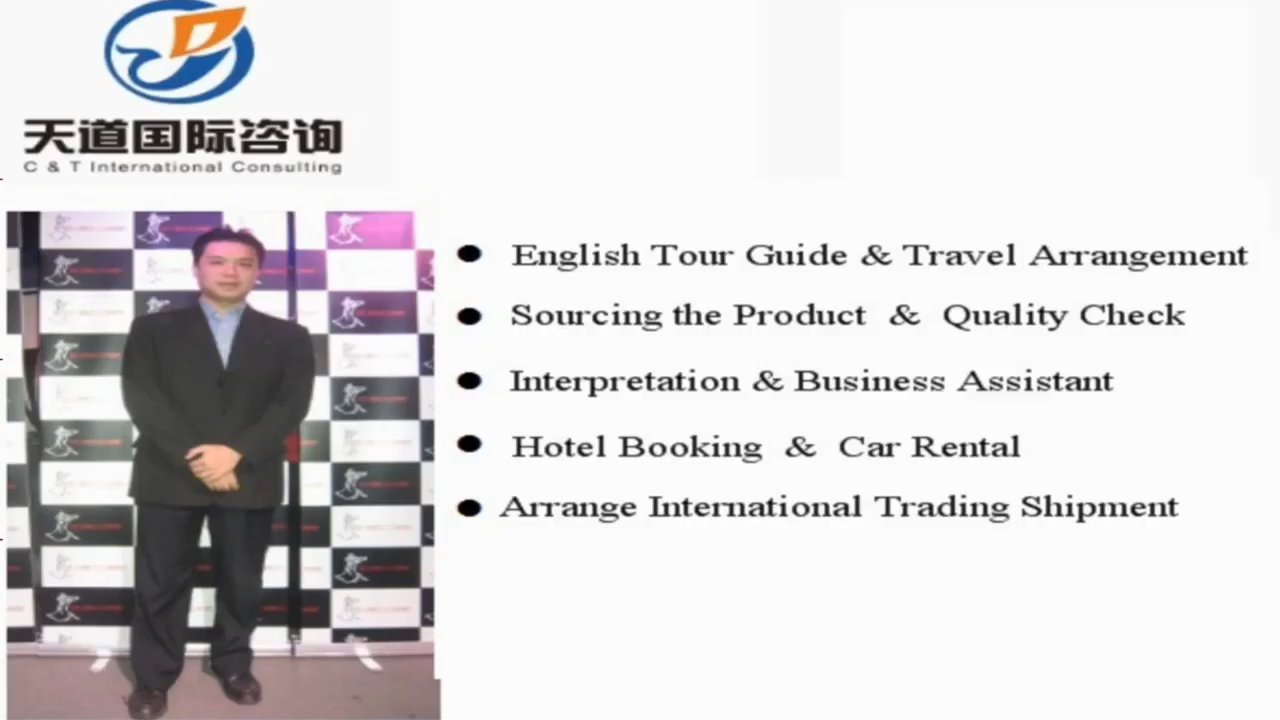 天道国际咨询
C & T International Consulting
● English Tour Guide & Travel Arrangement
● Sourcing the Product & Quality Check
● Interpretation & Business Assistant
● Hotel Booking & Car Rental
● Arrange International Trading Shipment